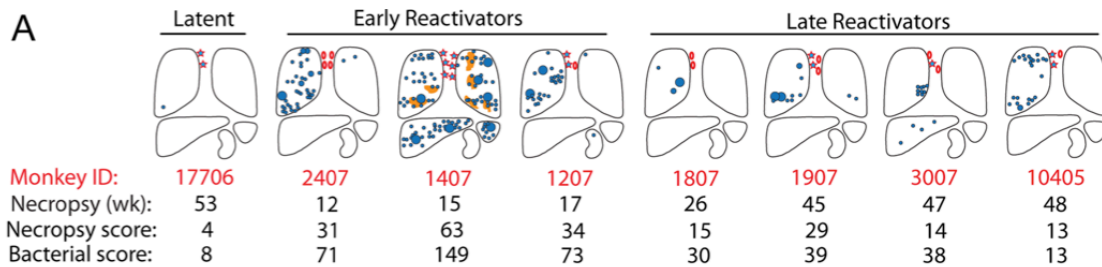 A
Latent Early Reactivators Late Reactivators
Monkey ID: 17706 2407 1407 1207 1807 1907 3007 10405
Necropsy (wk): 53 12 15 17 26 45 47 48
Necropsy score: 4 31 63 34 15 29 14 13
Bacterial score: 8 71 149 73 30 39 38 13